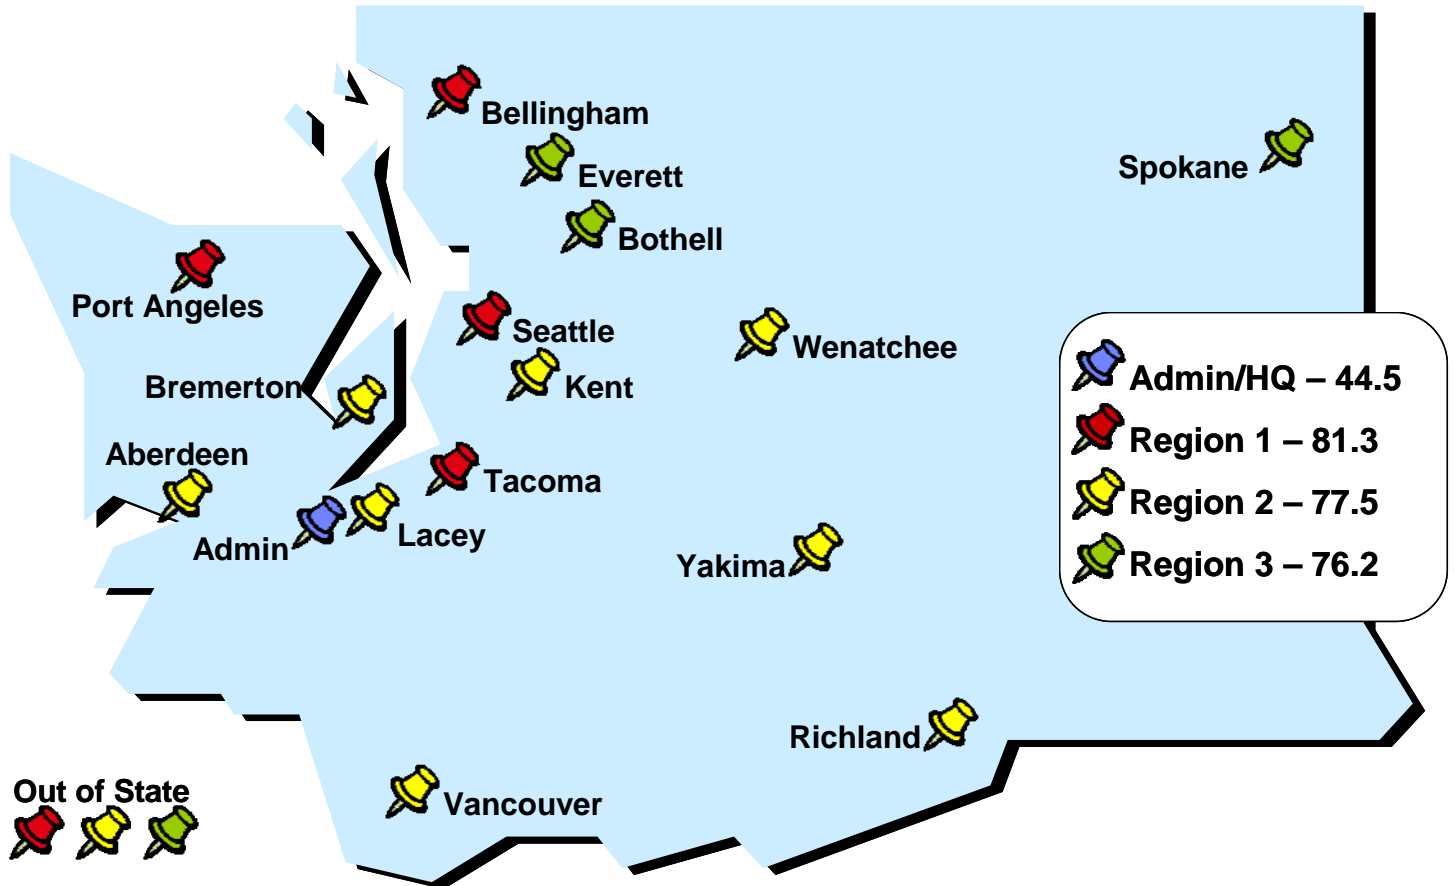 Bellingham
Everett
Spokane
Bothell
Port Angeles
Seattle
Wenatchee
Kent
Bremerton
Admin/HQ – 44.5
Region 1 – 81.3
Region 2 – 77.5
Region 3 – 76.2
Aberdeen
Tacoma
Lacey
Admin
Yakima
Richland
Vancouver
Out of State